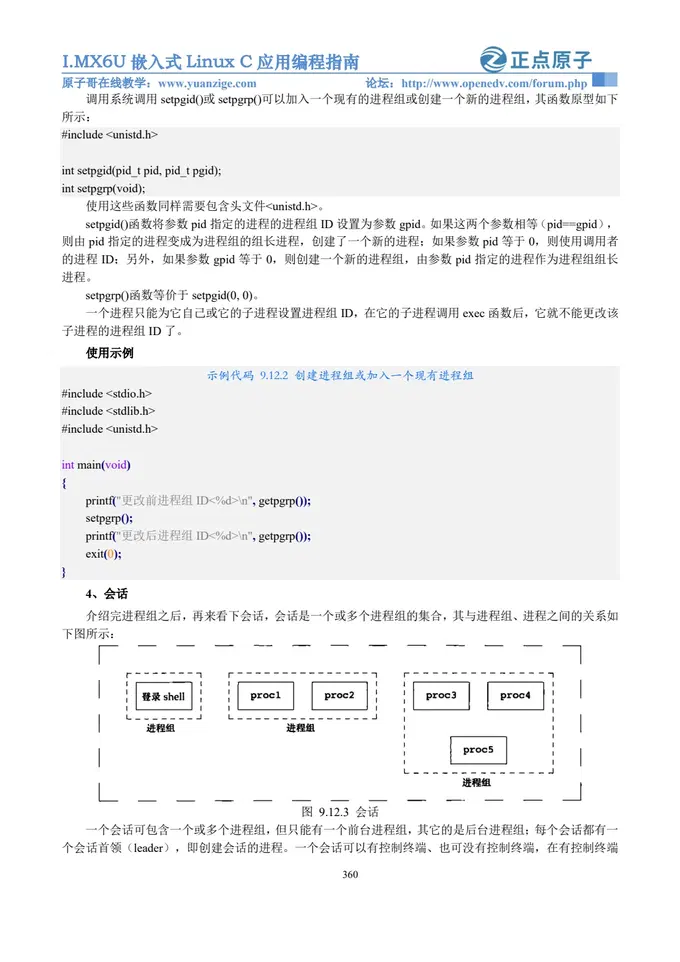 I.MX6U 嵌入式 Linux C 应用编程指南
正点原子
原子哥在线教学：www.yuanzige.com
论坛：http://www.openedv.com/forum.php
调用系统调用 setpgid()或 setpgrp()可以加入一个现有的进程组或创建一个新的进程组，其函数原型如下
所示：
#include <unistd.h>
int setpgid(pid_t pid, pid_t pgid);
int setpgrp(void);
使用这些函数同样需要包含头文件<unistd.h>。
setpgid()函数将参数 pid 指定的进程的进程组 ID 设置为参数 gpid。如果这两个参数相等（pid==gpid），
则由 pid 指定的进程变成为进程组的组长进程，创建了一个新的进程；如果参数 pid 等于 0，则使用调用者
的进程 ID；另外，如果参数 gpid 等于 0，则创建一个新的进程组，由参数 pid 指定的进程作为进程组组长
进程。
setpgrp()函数等价于 setpgid(0, 0)。
一个进程只能为它自己或它的子进程设置进程组 ID，在它的子进程调用 exec 函数后，它就不能更改该
子进程的进程组 ID 了。
使用示例
示例代码 9.12.2 创建进程组或加入一个现有进程组
#include <stdio.h>
#include <stdlib.h>
#include <unistd.h>
int main(void)
{
printf("更改前进程组 ID<%d>\n", getpgrp());
setpgrp();
printf("更改后进程组 ID<%d>\n", getpgrp());
exit(0);
}
4、会话
介绍完进程组之后，再来看下会话，会话是一个或多个进程组的集合，其与进程组、进程之间的关系如
下图所示：
登录 shell
proc1
proc2
proc3
proc4
进程组
进程组
proc5
进程组
图 9.12.3 会话
一个会话可包含一个或多个进程组，但只能有一个前台进程组，其它的是后台进程组；每个会话都有一
个会话首领（leader），即创建会话的进程。一个会话可以有控制终端、也可没有控制终端，在有控制终端
360